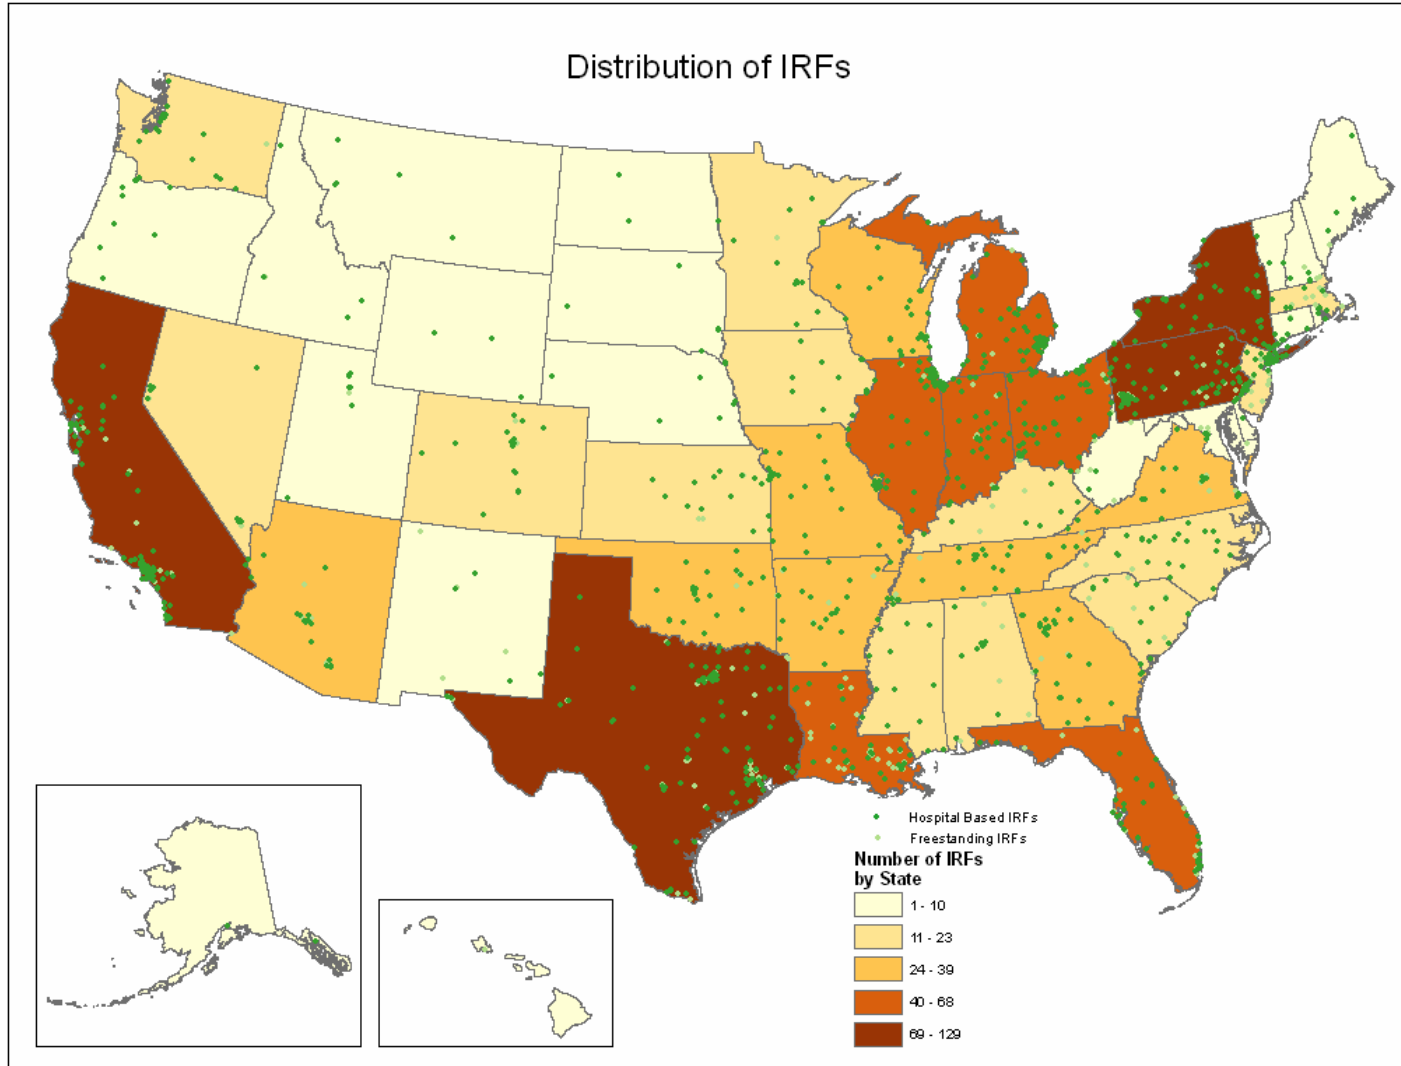 Distribution of IRFs
Hospital Based IRFs
Freestanding IRFs
Number of IRFs
by State
1 - 10
11 - 23
24 - 39
40 - 68
69 - 129